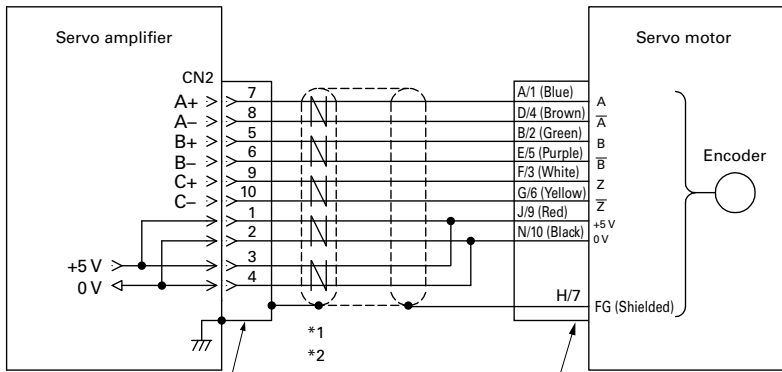 Servo amplifier
Servo motor
CN2
A+ 7 A/1 (Blue) A
A– 8 D/4 (Brown) A̅
B+ 5 B/2 (Green) B
B– 6 E/5 (Purple) B̅
C+ 9 F/3 (White) Z
C– 10 G/6 (Yellow) Z̅
1 J/9 (Red) +5 V
2 N/10 (Black) 0 V
Encoder
+5 V 3
0 V 4
H/7 FG (Shielded)
*1
*2